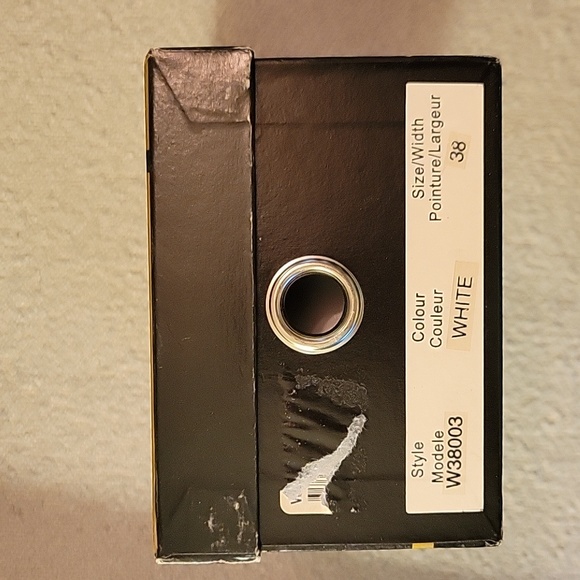 Style
Modele
W38003
Colour
Couleur
WHITE
Size/Width
Pointure/Largeur
38